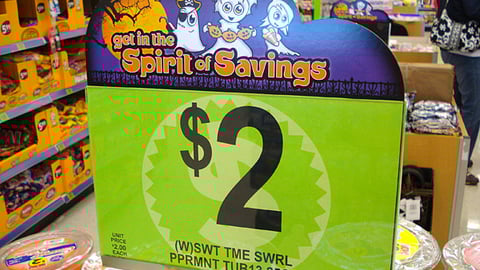 get in the
Spirit of Savings
$2
UNIT
PRICE
$2.00
EACH
(W)SWT TME SWRL
PPRMNT TUB